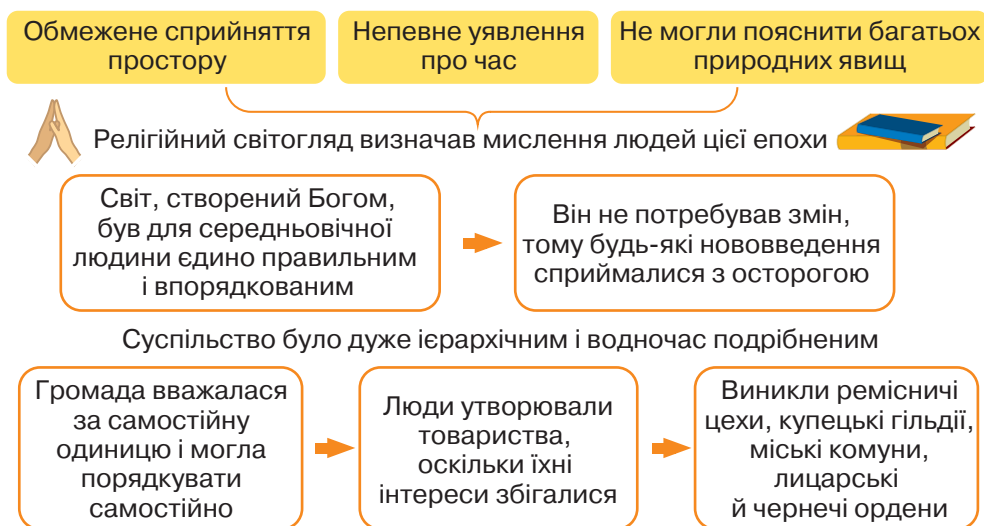 Обмежене сприйняття
простору
Непевне уявлення
про час
Не могли пояснити багатьох
природних явищ
Релігійний світогляд визначав мислення людей цієї епохи
Світ, створений Богом,
був для середньовічної
людини єдино правильним
і впорядкованим
Він не потребував змін,
тому будь-які нововведення
сприймалися з осторогою
Суспільство було дуже ієрархічним і водночас подрібненим
Громада вважалася
за самостійну
одиницю і могла
порядкувати
самостійно
Люди утворювали
товариства,
оскільки їхні
інтереси збігалися
Виникли ремісничі
цехи, купецькі гільдії,
міські комуни,
лицарські
й чернечі ордени